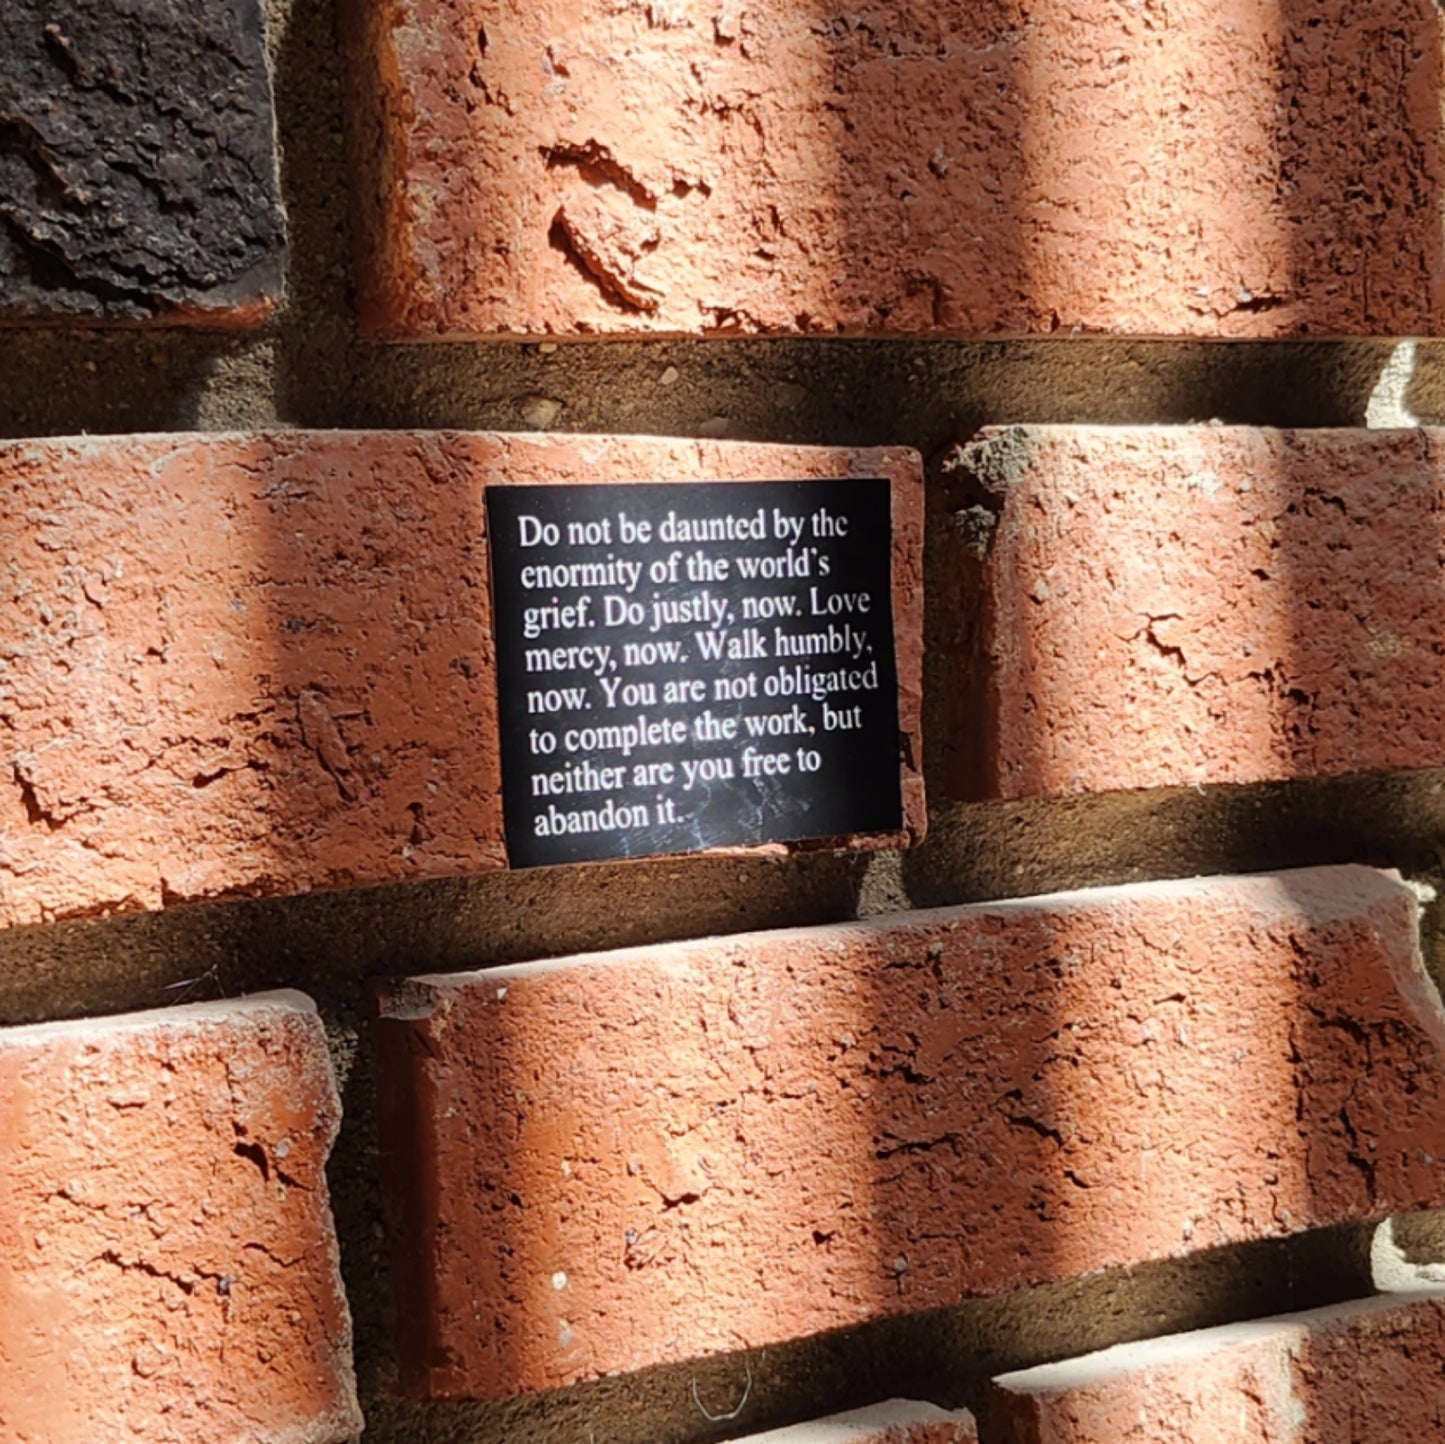 Do not be daunted by the
enormity of the world's
grief. Do justly, now. Love
mercy, now. Walk humbly,
now. You are not obligated
to complete the work, but
neither are you free to
abandon it.